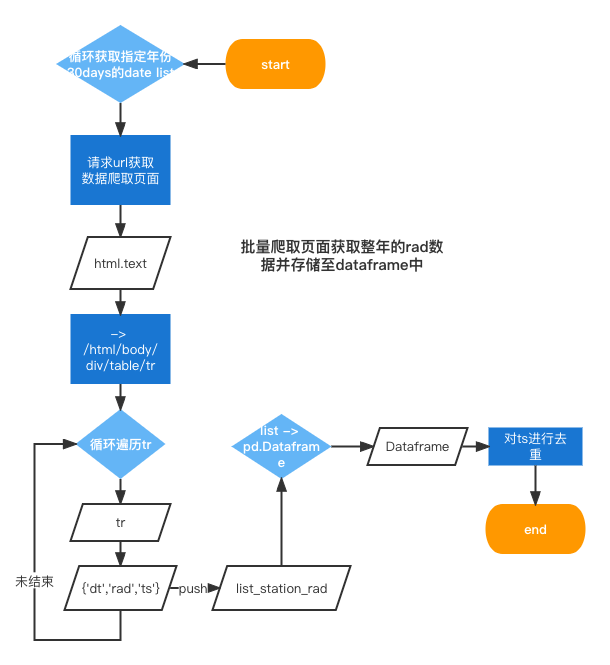 循环获取指定年份
30days的date list
start
请求url获取
数据爬取页面
html.text
批量爬取页面获取整年的rad数
据并存储至dataframe中
->
/html/body/
div/table/tr
循环遍历tr
list ->
pd.Datafram
e
Dataframe
对ts进行去
重
tr
end
未结束
{'dt','rad','ts'}
push
list_station_rad